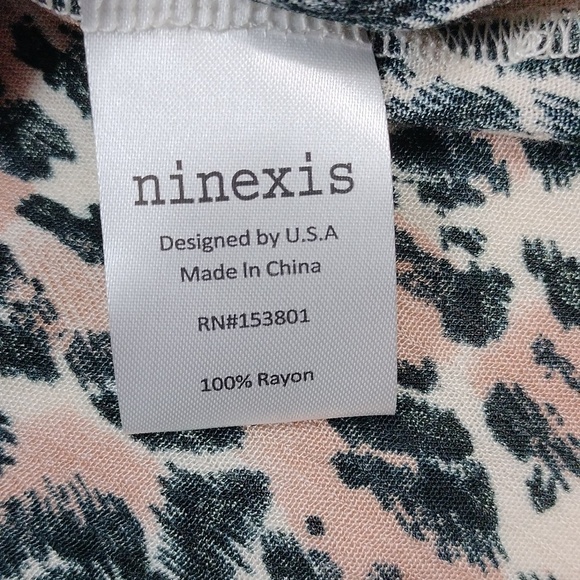 ninexis
Designed by U.S.A
Made In China
RN#153801
100% Rayon